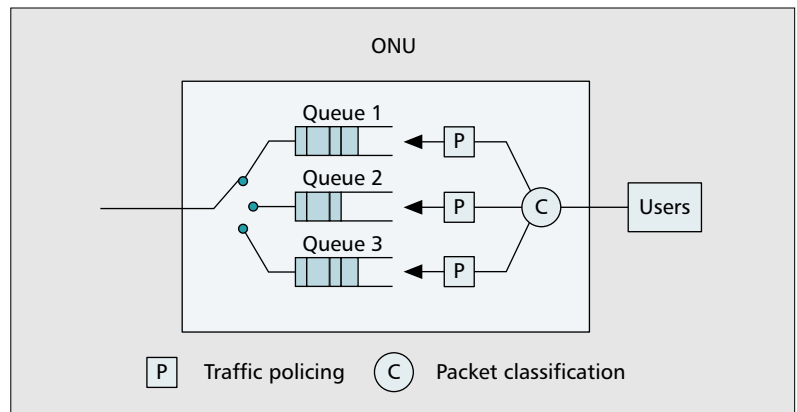 ONU
Queue 1
P
Queue 2
P
C
Users
Queue 3
P
P Traffic policing C Packet classification